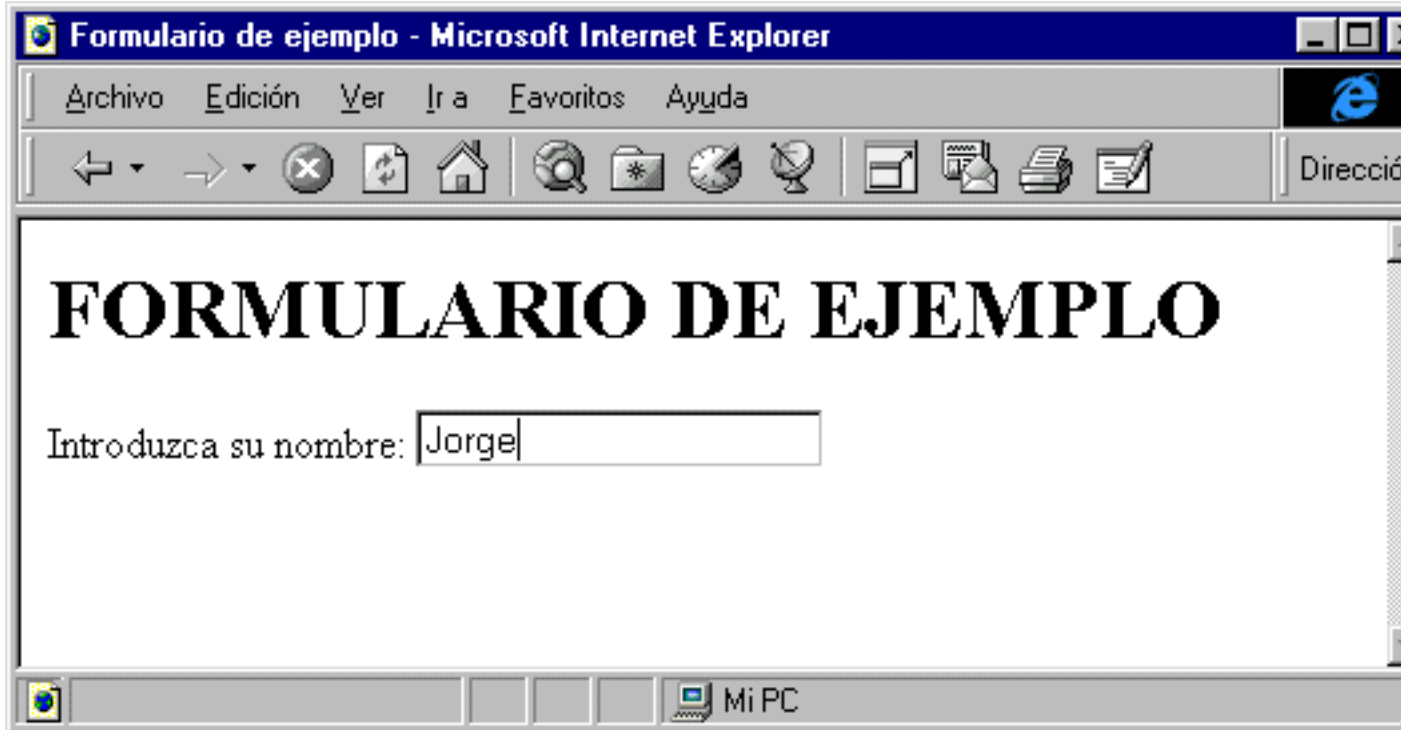 Formulario de ejemplo - Microsoft Internet Explorer
Archivo Edición Ver Ir a Favoritos Ayuda
Direcció
FORMULARIO DE EJEMPLO
Introduzca su nombre: Jorge
Mi PC